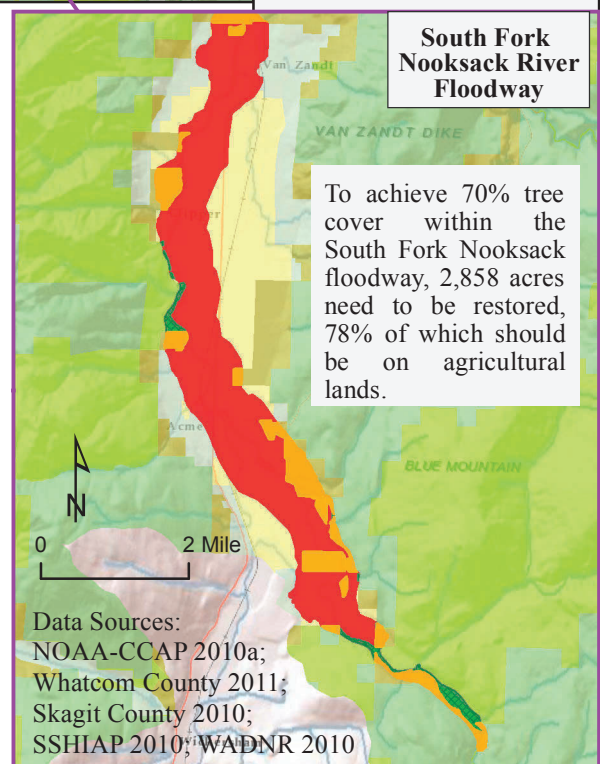 South Fork
Nooksack River
Floodway
Van Zandt
VAN ZANDT DIKE
To achieve 70% tree
cover within the
South Fork Nooksack
floodway, 2,858 acres
need to be restored,
78% of which should
be on agricultural
lands.
Acme
BLUE MOUNTAIN
N
0 2 Mile
Data Sources:
NOAA-CCAP 2010a;
Whatcom County 2011;
Skagit County 2010;
SSHIAP 2010; WADNR 2010